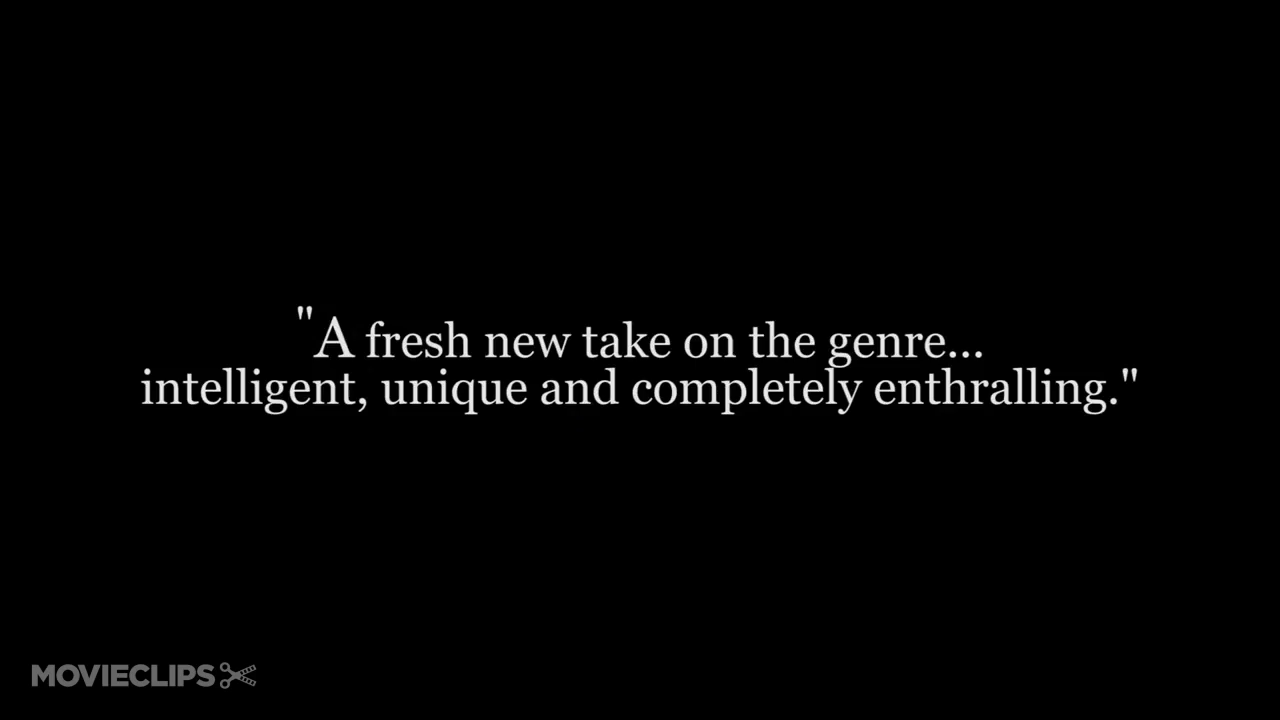 "A fresh new take on the genre...
intelligent, unique and completely enthralling."
MOVIECLIPS